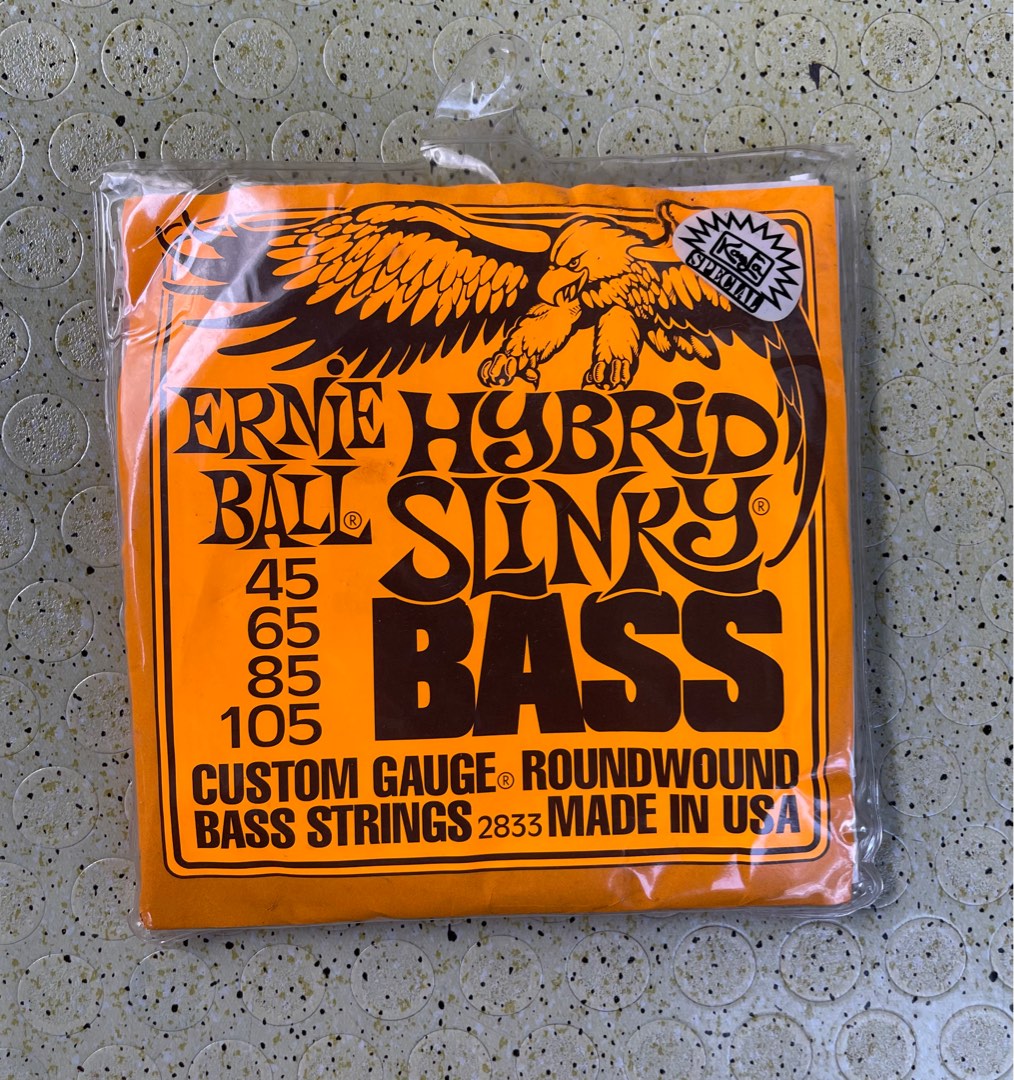 SPECIAL
ERNIE
BALL®
HYBRID
SLINKY®
BASS
45
65
85
105
CUSTOM GAUGE® ROUNDWOUND
BASS STRINGS 2833 MADE IN USA